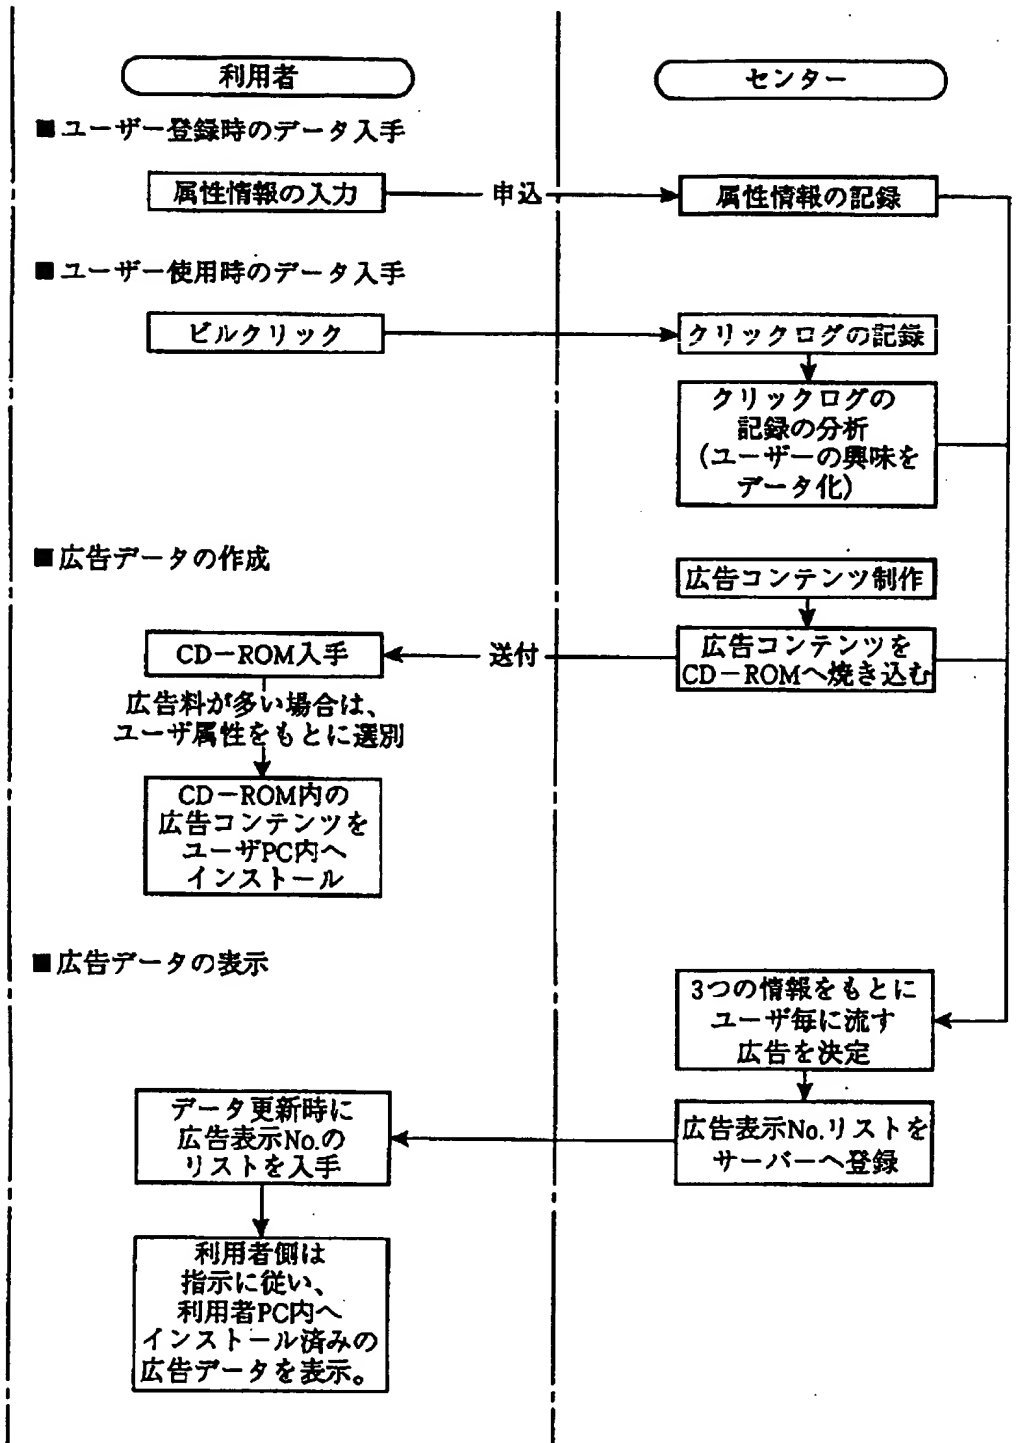 利用者
センター
■ユーザー登録時のデータ入手
属性情報の入力
申込
属性情報の記録
■ユーザー使用時のデータ入手
ビルクリック
クリックログの記録
クリックログの
記録の分析
(ユーザーの興味を
データ化)
■広告データの作成
広告コンテンツ制作
CD-ROM入手
送付
広告コンテンツを
CD-ROMへ焼き込む
広告料が多い場合は、
ユーザ属性をもとに選別
CD-ROM内の
広告コンテンツを
ユーザPC内へ
インストール
■広告データの表示
3つの情報をもとに
ユーザ毎に流す
広告を決定
データ更新時に
広告表示No.の
リストを入手
広告表示No.リストを
サーバーへ登録
利用者側は
指示に従い、
利用者PC内へ
インストール済みの
広告データを表示。